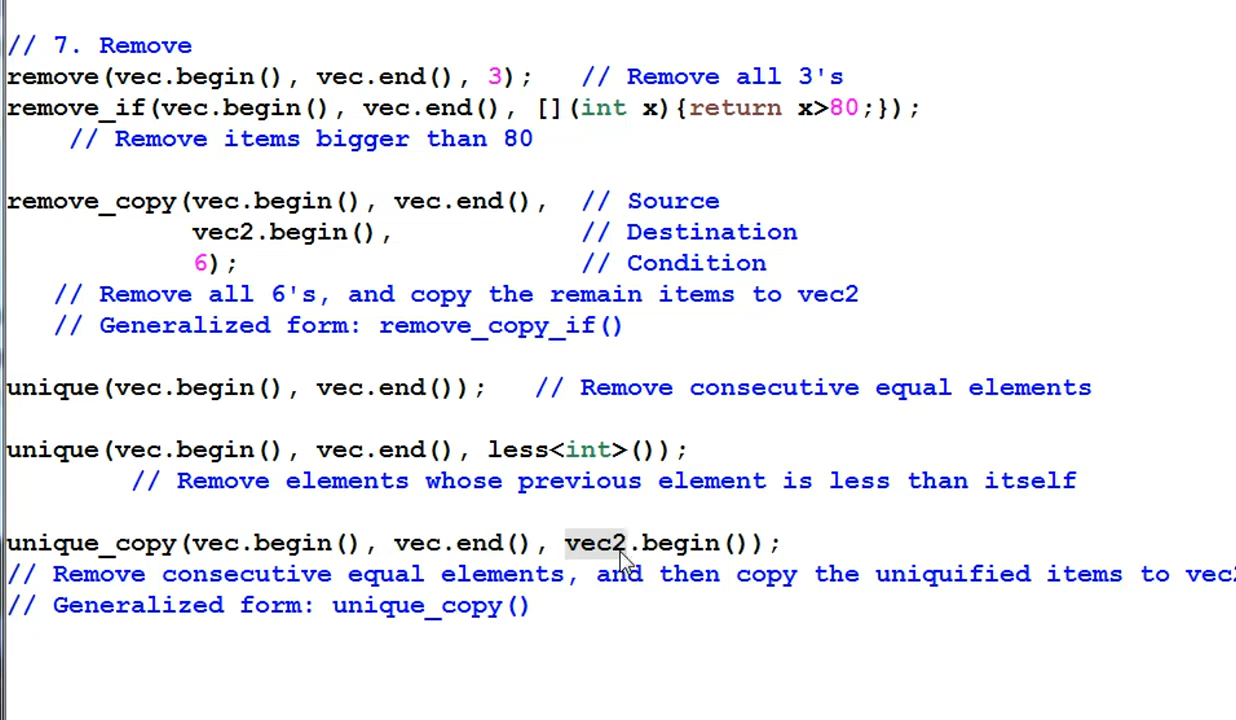 // 7. Remove
remove(vec.begin(), vec.end(), 3);   // Remove all 3's
remove_if(vec.begin(), vec.end(), [](int x){return x>80;});
    // Remove items bigger than 80
remove_copy(vec.begin(), vec.end(),  // Source
            vec2.begin(),            // Destination
            6);                      // Condition
   // Remove all 6's, and copy the remain items to vec2
   // Generalized form: remove_copy_if()
unique(vec.begin(), vec.end());   // Remove consecutive equal elements
unique(vec.begin(), vec.end(), less<int>());
        // Remove elements whose previous element is less than itself
unique_copy(vec.begin(), vec.end(), vec2.begin());
// Remove consecutive equal elements, and then copy the uniquified items to vec2
// Generalized form: unique_copy()